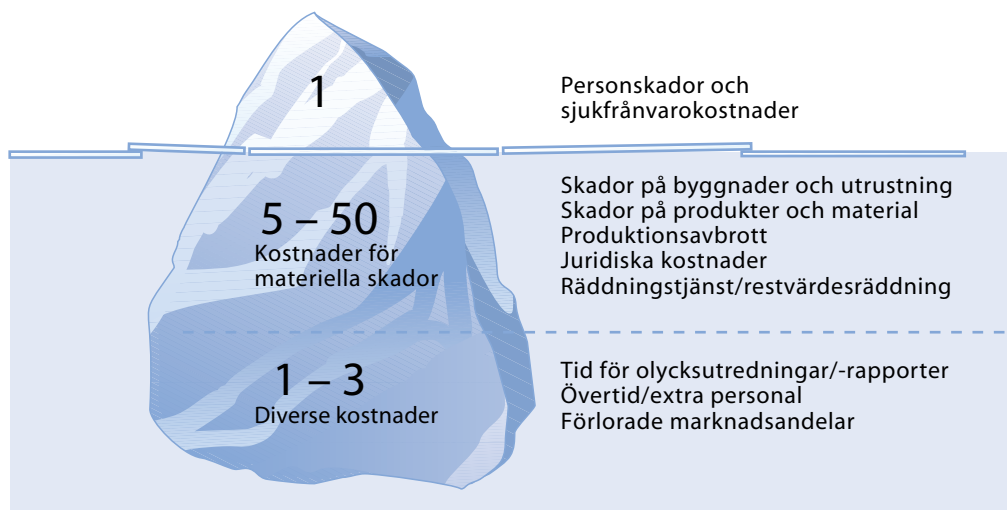 1
Personskador och
sjukfrånvarokostnader
5 – 50
Kostnader för
materiella skador
Skador på byggnader och utrustning
Skador på produkter och material
Produktionsavbrott
Juridiska kostnader
Räddningstjänst/restvärdesräddning
1 – 3
Diverse kostnader
Tid för olycksutredningar/-rapporter
Övertid/extra personal
Förlorade marknadsandelar